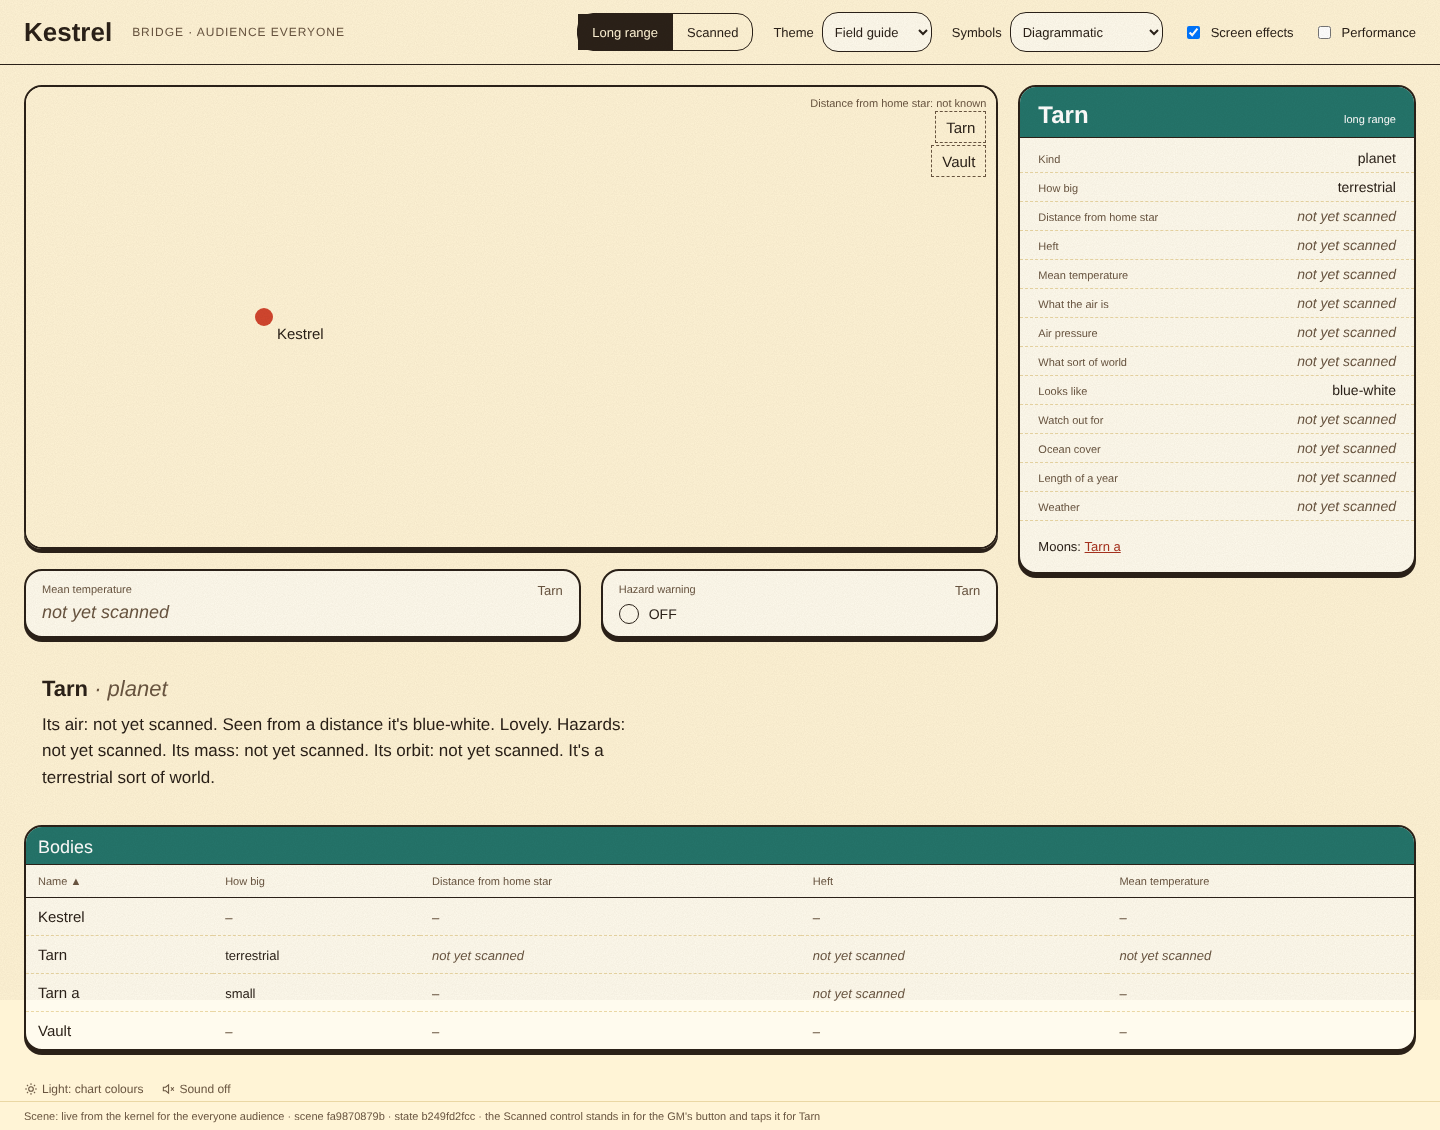 Kestrel
BRIDGE · AUDIENCE EVERYONE
Long range
Scanned
Theme
Field guide
Symbols
Diagrammatic
Screen effects
Performance
Distance from home star: not known
Tarn
Vault
Kestrel
Tarn
long range
Kind planet
How big terrestrial
Distance from home star not yet scanned
Heft not yet scanned
Mean temperature not yet scanned
What the air is not yet scanned
Air pressure not yet scanned
What sort of world not yet scanned
Looks like blue-white
Watch out for not yet scanned
Ocean cover not yet scanned
Length of a year not yet scanned
Weather not yet scanned
Moons: Tarn a
Mean temperature Tarn
not yet scanned
Hazard warning Tarn
OFF
Tarn · planet
Its air: not yet scanned. Seen from a distance it's blue-white. Lovely. Hazards:
not yet scanned. Its mass: not yet scanned. Its orbit: not yet scanned. It's a
terrestrial sort of world.
Bodies
Name ▲ How big Distance from home star Heft Mean temperature
Kestrel – – – –
Tarn terrestrial not yet scanned not yet scanned not yet scanned
Tarn a small – not yet scanned –
Vault – – – –
Light: chart colours
Sound off
Scene: live from the kernel for the everyone audience · scene fa9870879b · state b249fd2fcc · the Scanned control stands in for the GM's button and taps it for Tarn